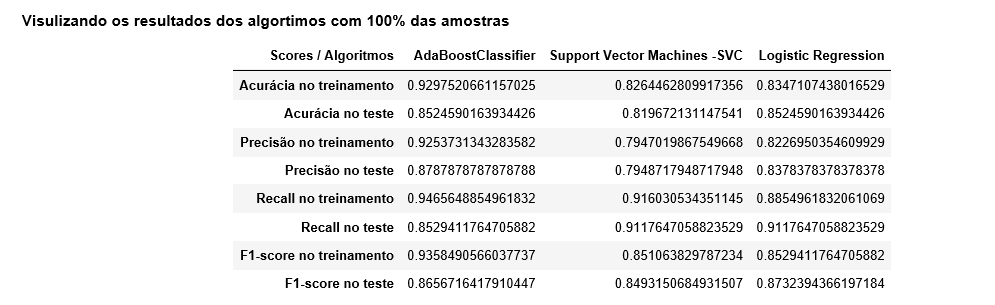 Visulizando os resultados dos algortimos com 100% das amostras
Scores / Algoritmos AdaBoostClassifier Support Vector Machines -SVC Logistic Regression
Acurácia no treinamento 0.9297520661157025 0.8264462809917356 0.8347107438016529
Acurácia no teste 0.8524590163934426 0.819672131147541 0.8524590163934426
Precisão no treinamento 0.9253731343283582 0.7947019867549668 0.8226950354609929
Precisão no teste 0.8787878787878788 0.7948717948717948 0.8378378378378378
Recall no treinamento 0.9465648854961832 0.916030534351145 0.8854961832061069
Recall no teste 0.8529411764705882 0.9117647058823529 0.9117647058823529
F1-score no treinamento 0.9358490566037737 0.851063829787234 0.8529411764705882
F1-score no teste 0.8656716417910447 0.8493150684931507 0.8732394366197184